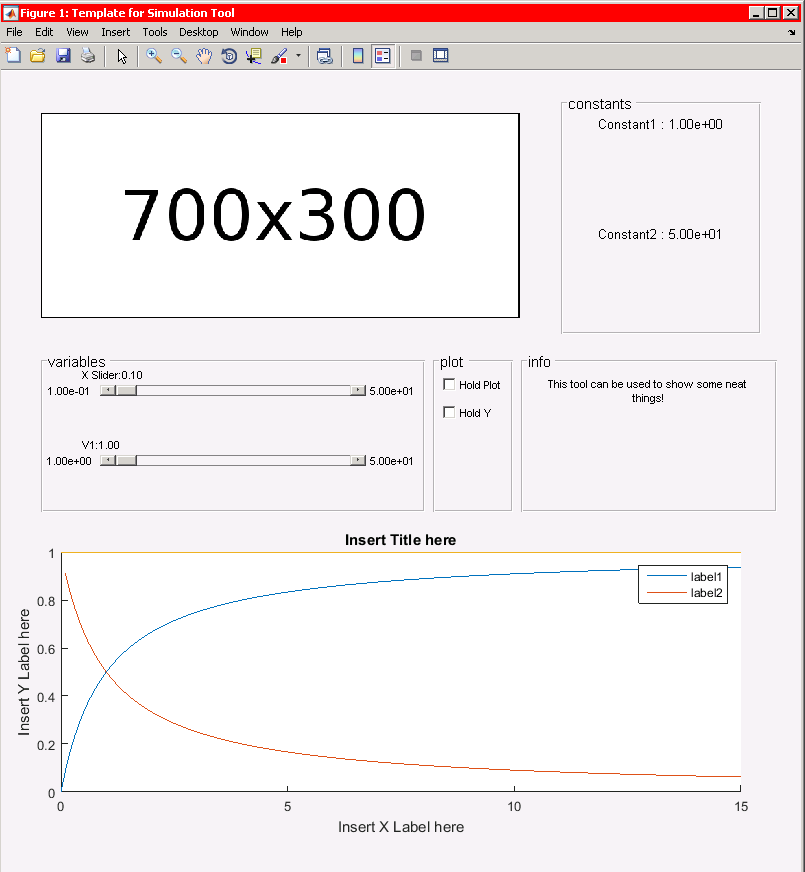 Figure 1: Template for Simulation Tool
File Edit View Insert Tools Desktop Window Help
700x300
constants
Constant1 : 1.00e+00
Constant2 : 5.00e+01
variables
X Slider:0.10
1.00e-01 5.00e+01
V1:1.00
1.00e+00 5.00e+01
plot
Hold Plot
Hold Y
info
This tool can be used to show some neat
things!
Insert Title here
1
0.8
0.6
0.4
0.2
0
Insert Y Label here
label1
label2
0 5 10 15
Insert X Label here